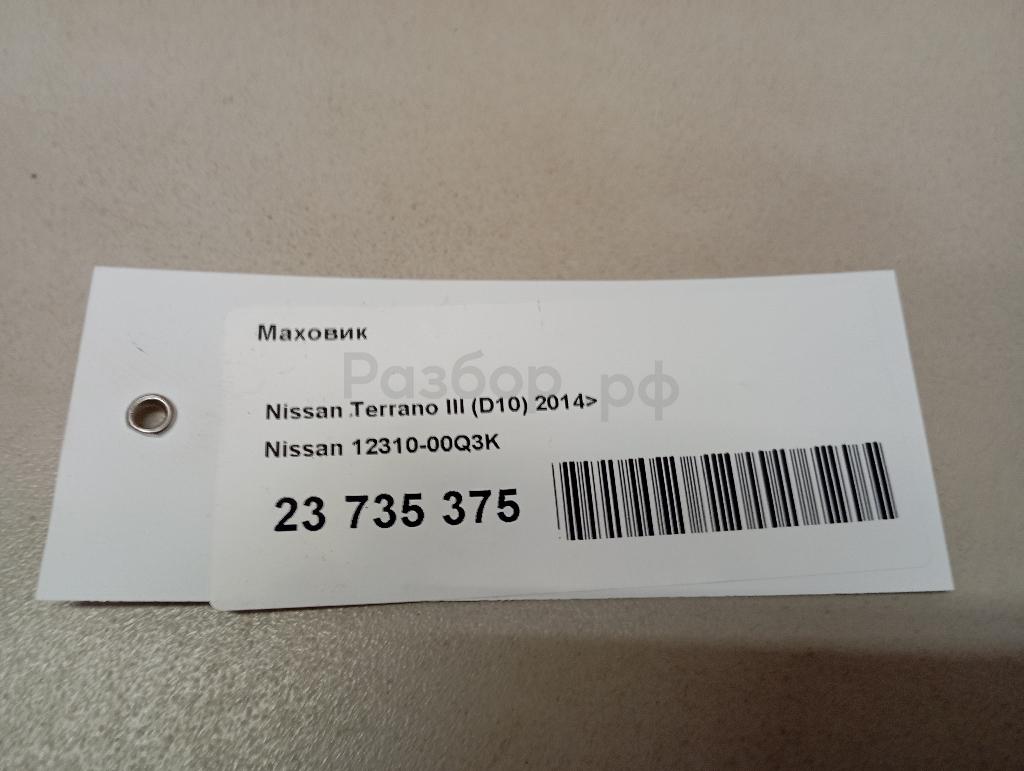 Маховик
Разбор.рф
Nissan Terrano III (D10) 2014>
Nissan 12310-00Q3K
23 735 375